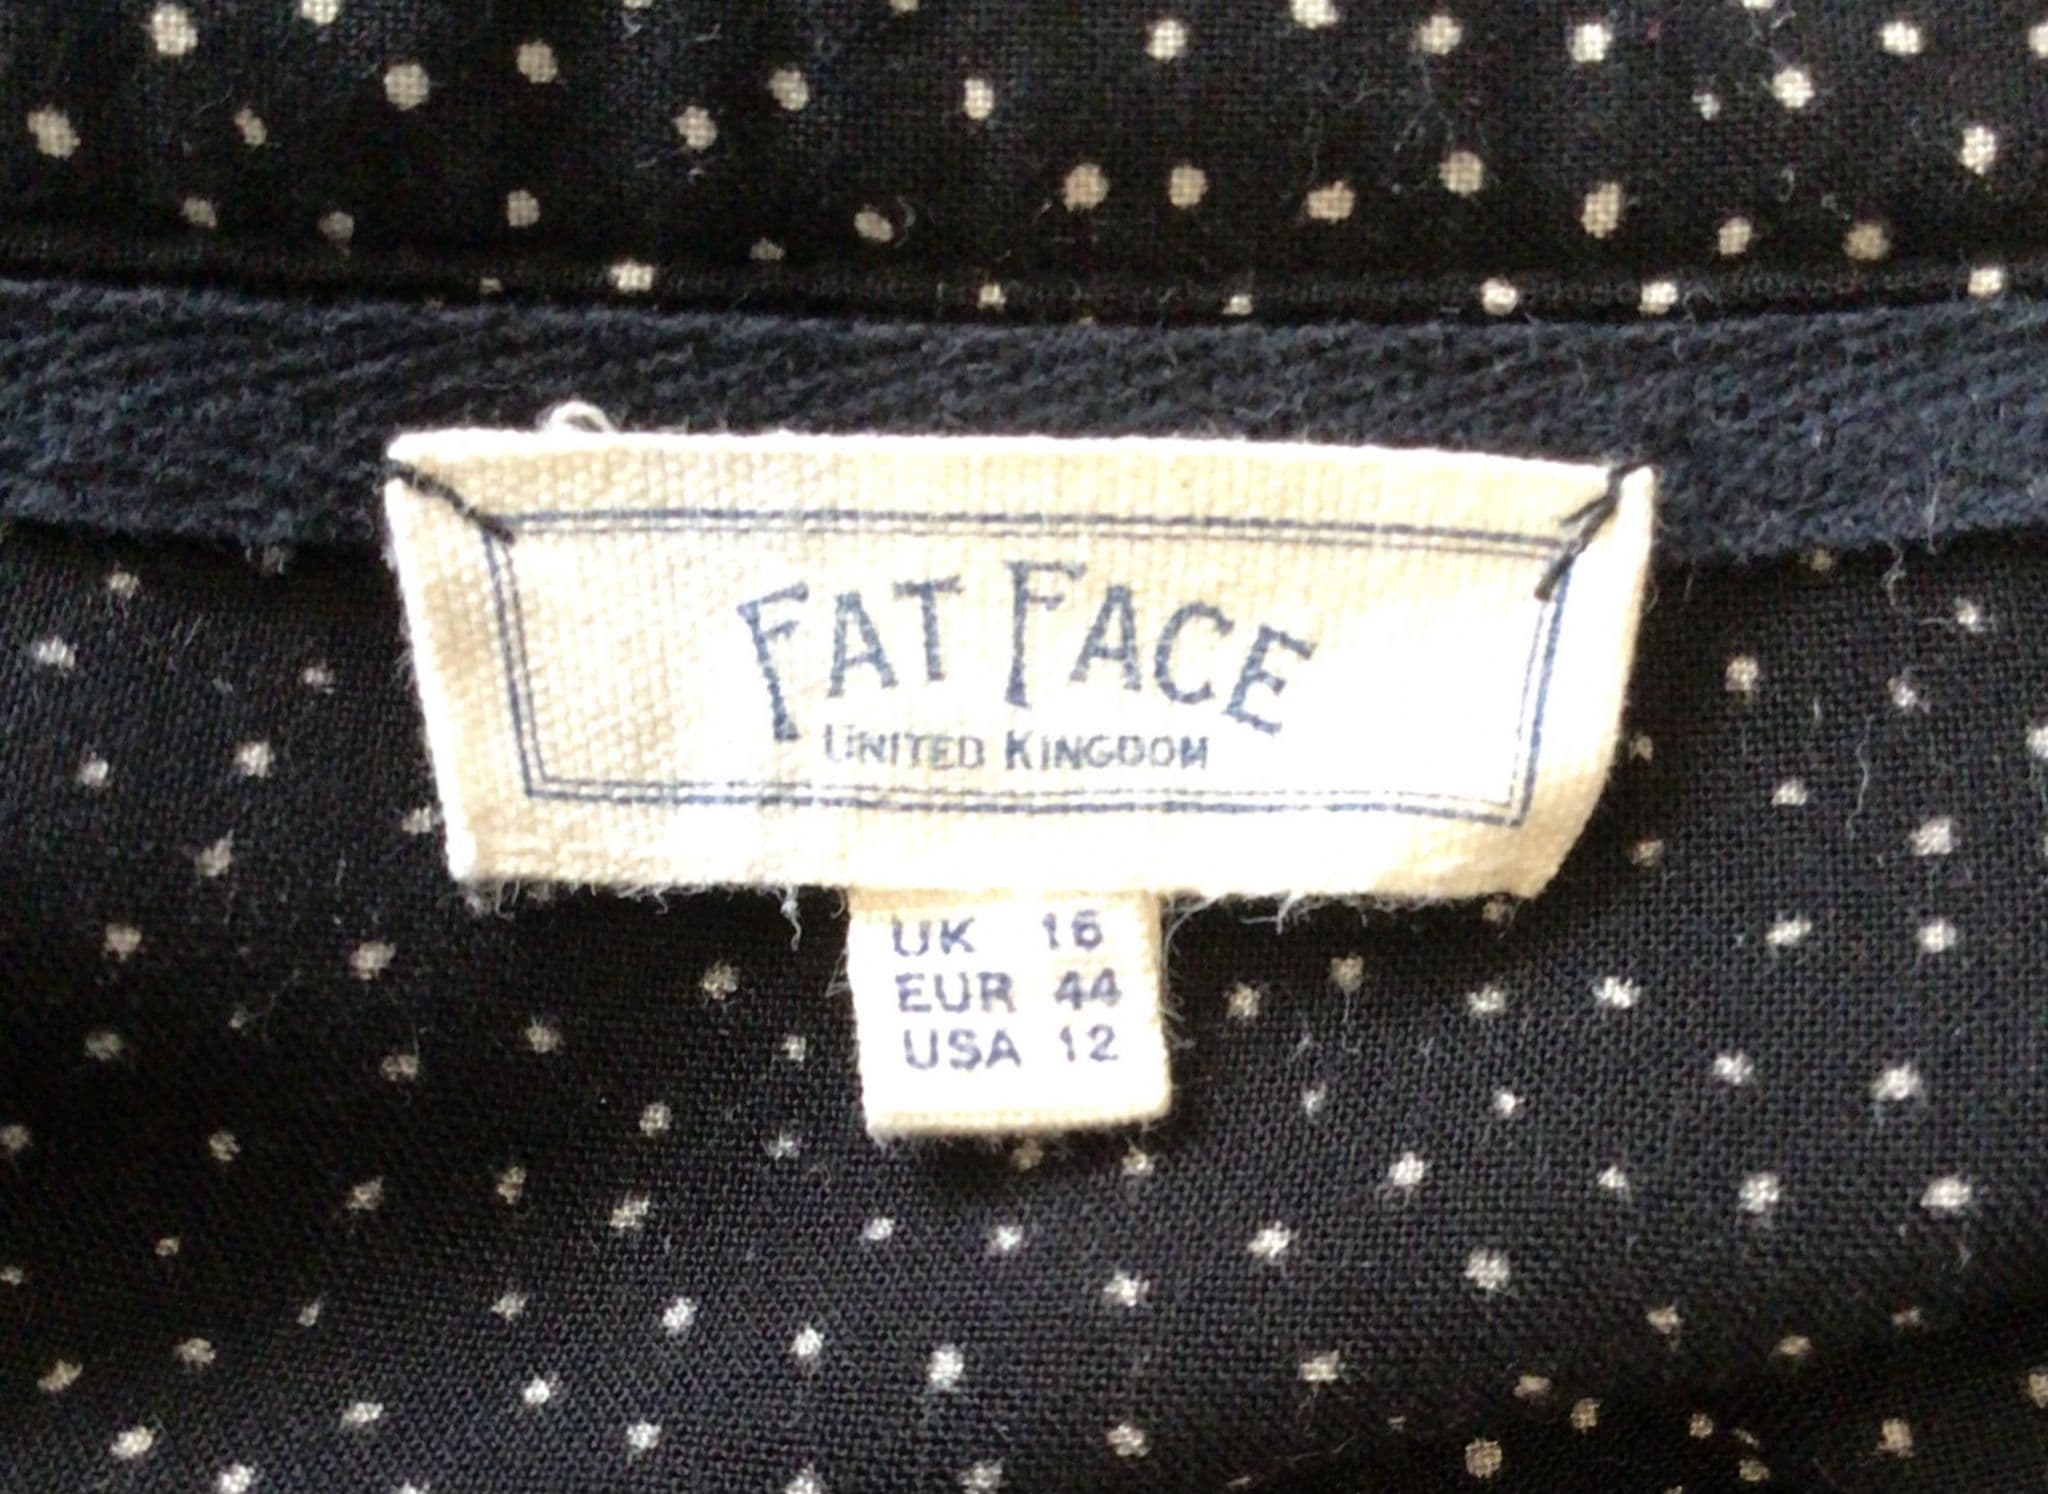 FAT FACE
UNITED KINGDOM
UK 16
EUR 44
USA 12